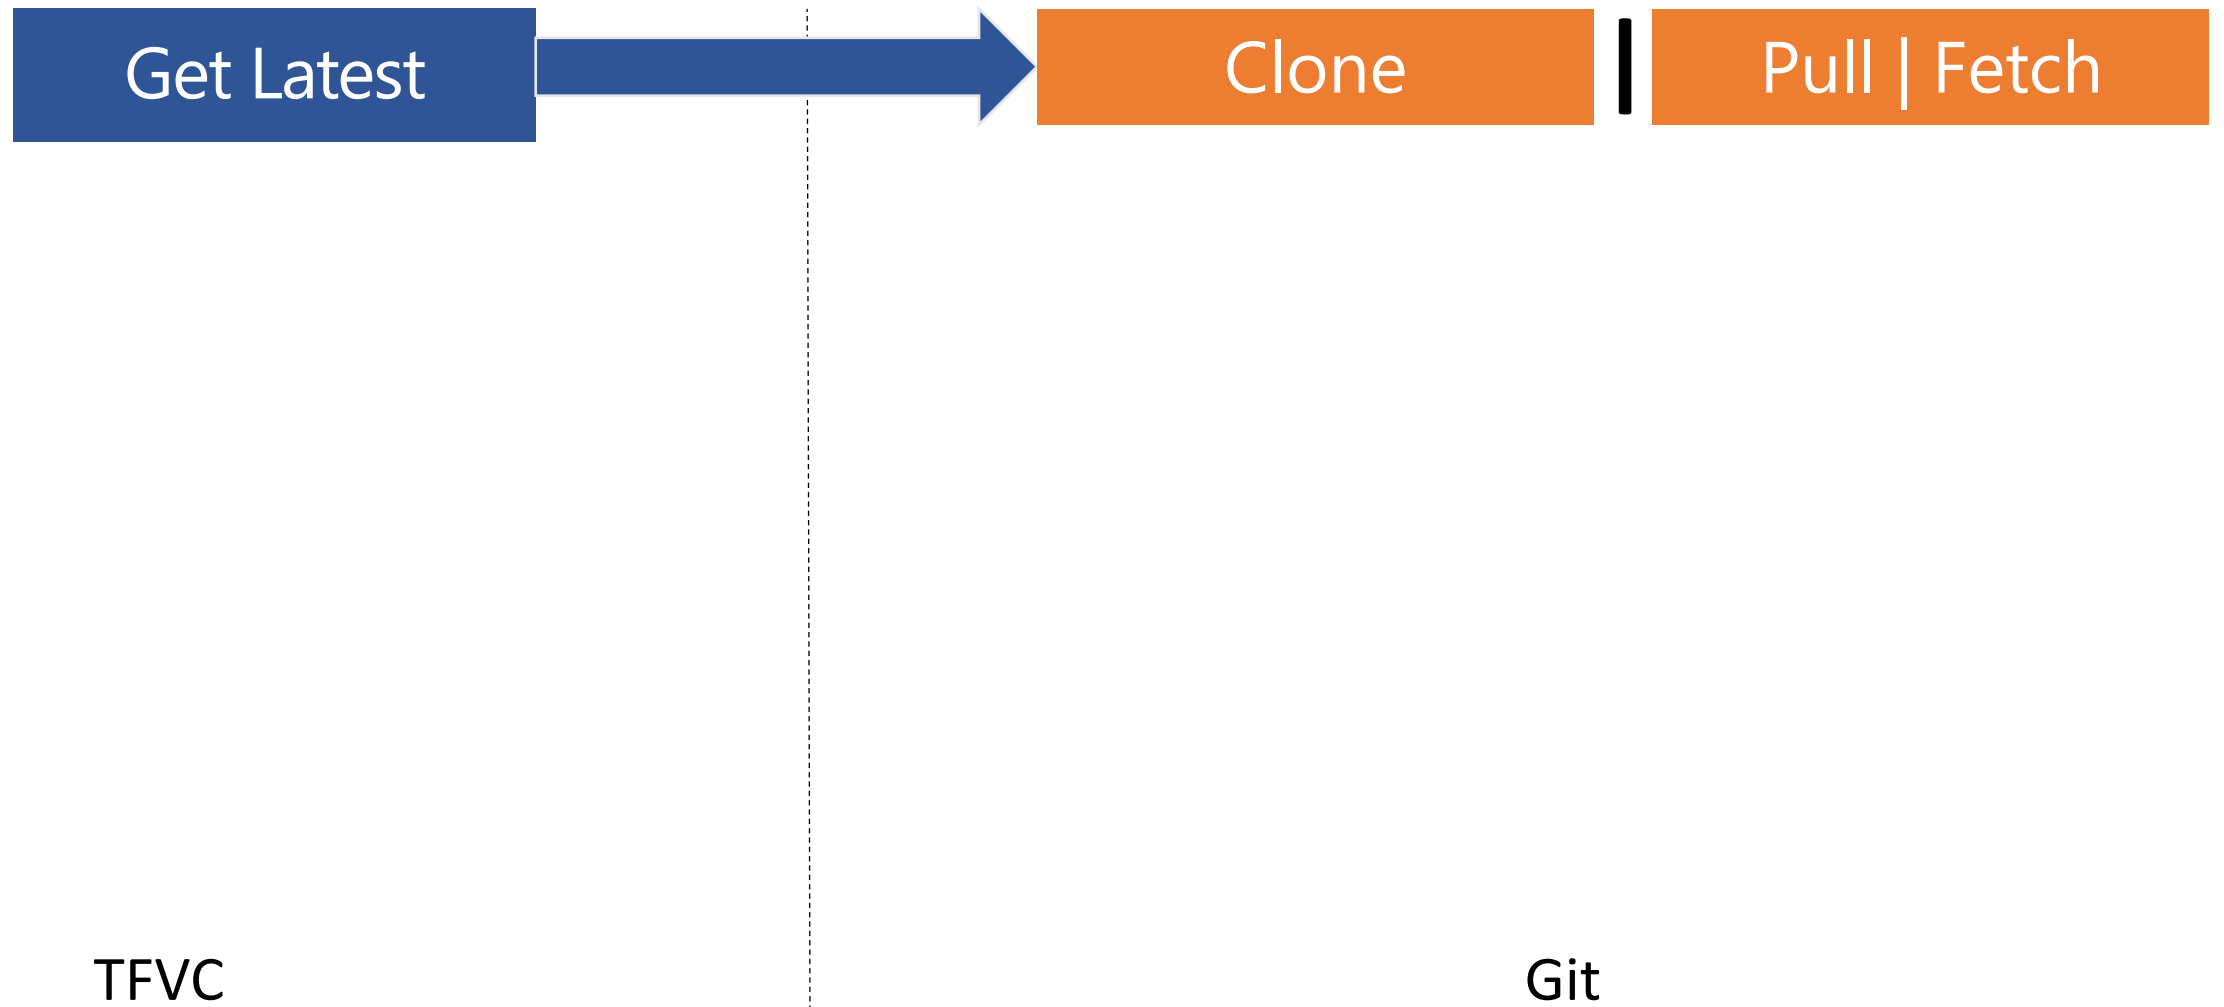 Get Latest
Clone
Pull | Fetch
TFVC
Git